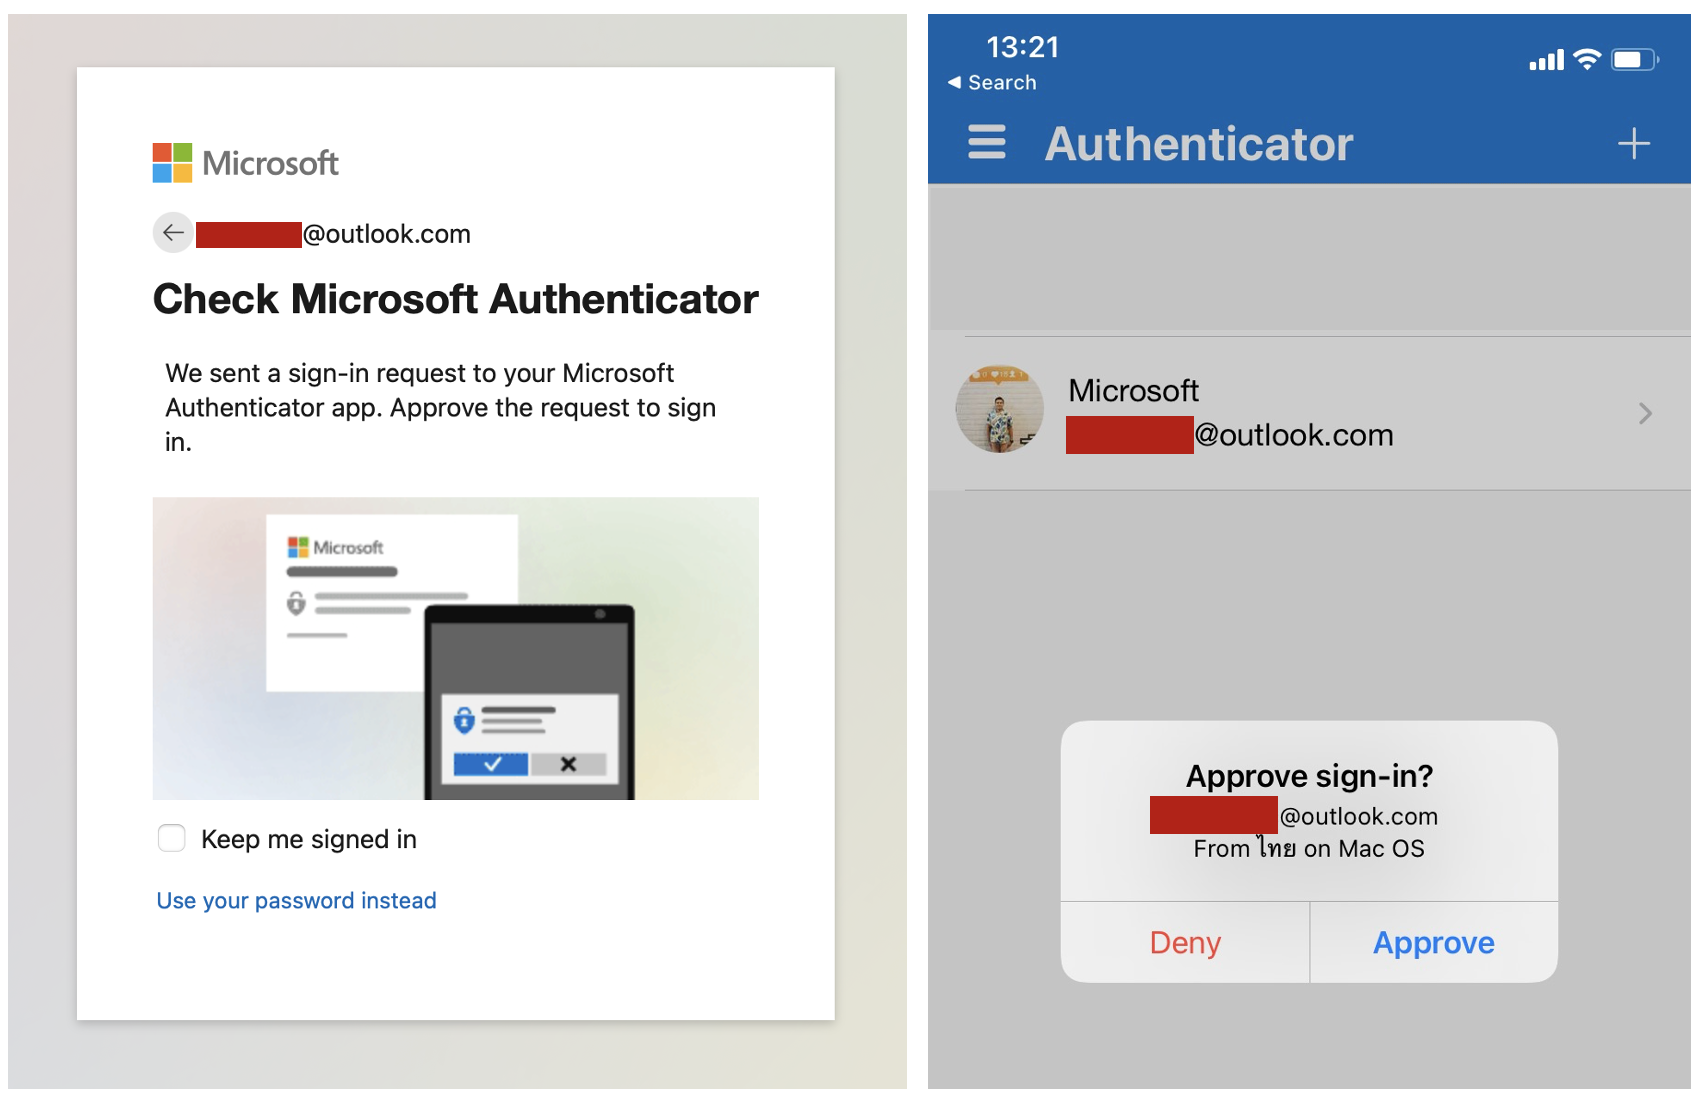 Microsoft
@outlook.com
Check Microsoft Authenticator
We sent a sign-in request to your Microsoft
Authenticator app. Approve the request to sign
in.
Microsoft
Keep me signed in
Use your password instead
13:21
Search
Authenticator
Microsoft
@outlook.com
Approve sign-in?
@outlook.com
From ไทย on Mac OS
Deny
Approve